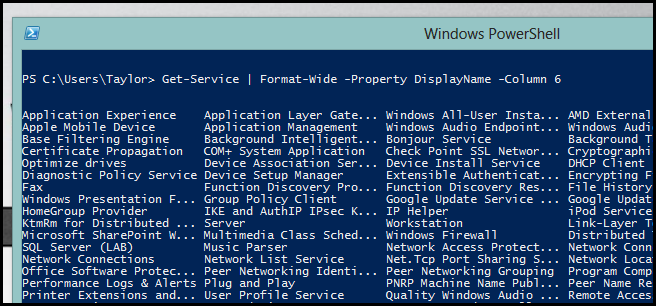 Windows PowerShell
PS C:\Users\Taylor> Get-Service | Format-Wide -Property DisplayName -Column 6
Application Experience Application Layer Gate... Windows All-User Insta... AMD External
Apple Mobile Device Application Management Windows Audio Endpoint... Windows Audi
Base Filtering Engine Background Intelligent... Bonjour Service Background T
Certificate Propagation COM+ System Application Check Point SSL Networ... Cryptographi
Optimize drives Device Association Ser... Device Install Service DHCP Client
Diagnostic Policy Service Device Setup Manager Extensible Authenticat... Encrypting F
Fax Function Discovery Pro... Function Discovery Res... File History
Windows Presentation F... Group Policy Client Google Update Service ... Google Updat
HomeGroup Provider IKE and AuthIP IPsec K... IP Helper iPod Service
KtmRm for Distributed ... Server Workstation Link-Layer T
Microsoft SharePoint W... Multimedia Class Sched... Windows Firewall Distributed
SQL Server (LAB) Music Parser Network Access Protect... Network Conn
Network Connections Network List Service Net.Tcp Port Sharing S... Network Loca
Office Software Protec... Peer Networking Identi... Peer Networking Grouping Program Comp
Performance Logs & Alerts Plug and Play PNRP Machine Name Publ... Peer Name Re
Printer Extensions and... User Profile Service Quality Windows Audio ... Remote Acces